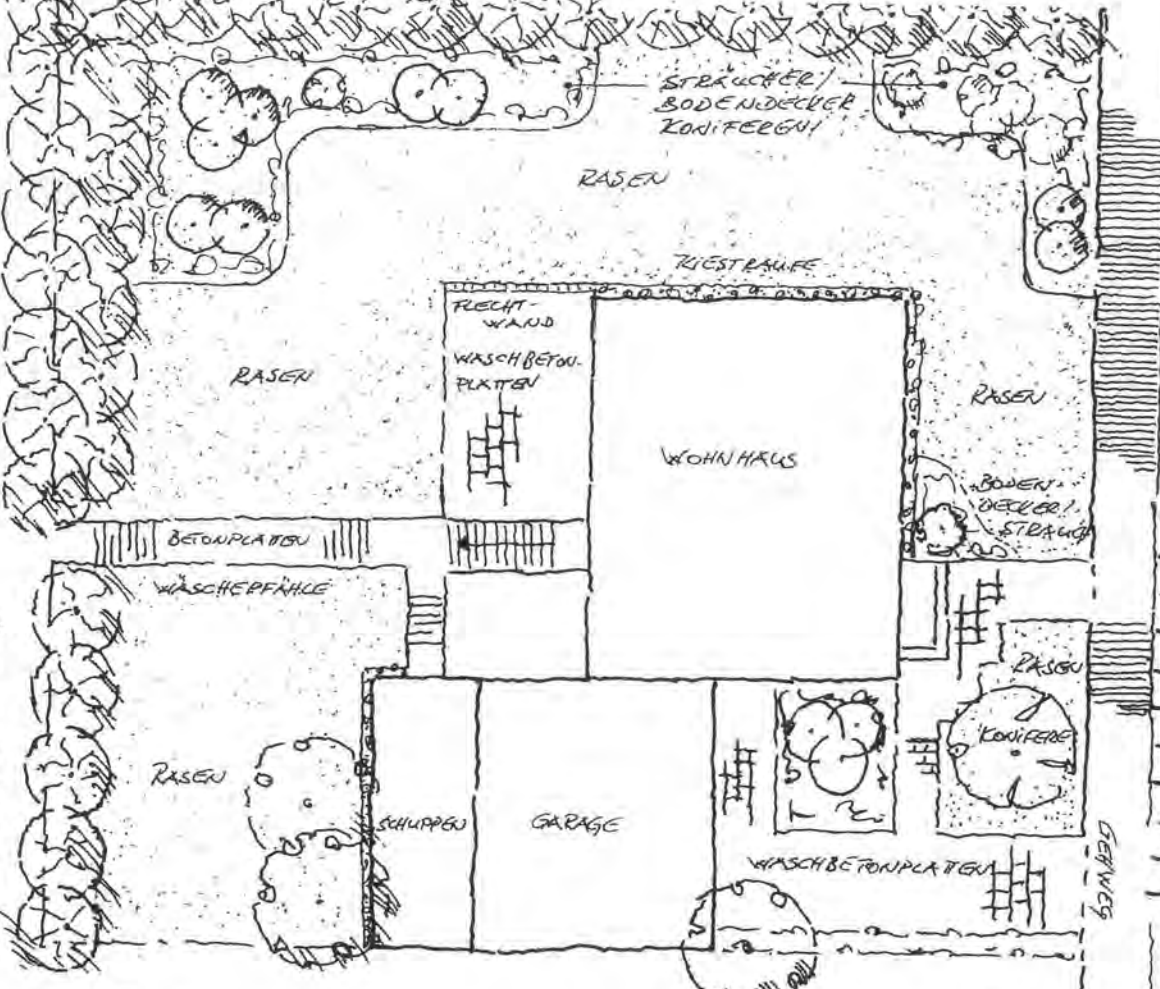 STRÄUCHER/
BODENDECKER
KONIFEREN/
RASEN
KIESTRAUFE
FLECHT-
WAND
WASCHBETON-
PLATTEN
RASEN
RASEN
WOHNHAUS
BODEN-
DECKER/
STRAUCH
BETONPLATTEN
WÄSCHEPFÄHLE
RASEN
KONIFERE
RASEN
SCHUPPEN
GARAGE
WASCHBETONPLATTEN
GEHWEG